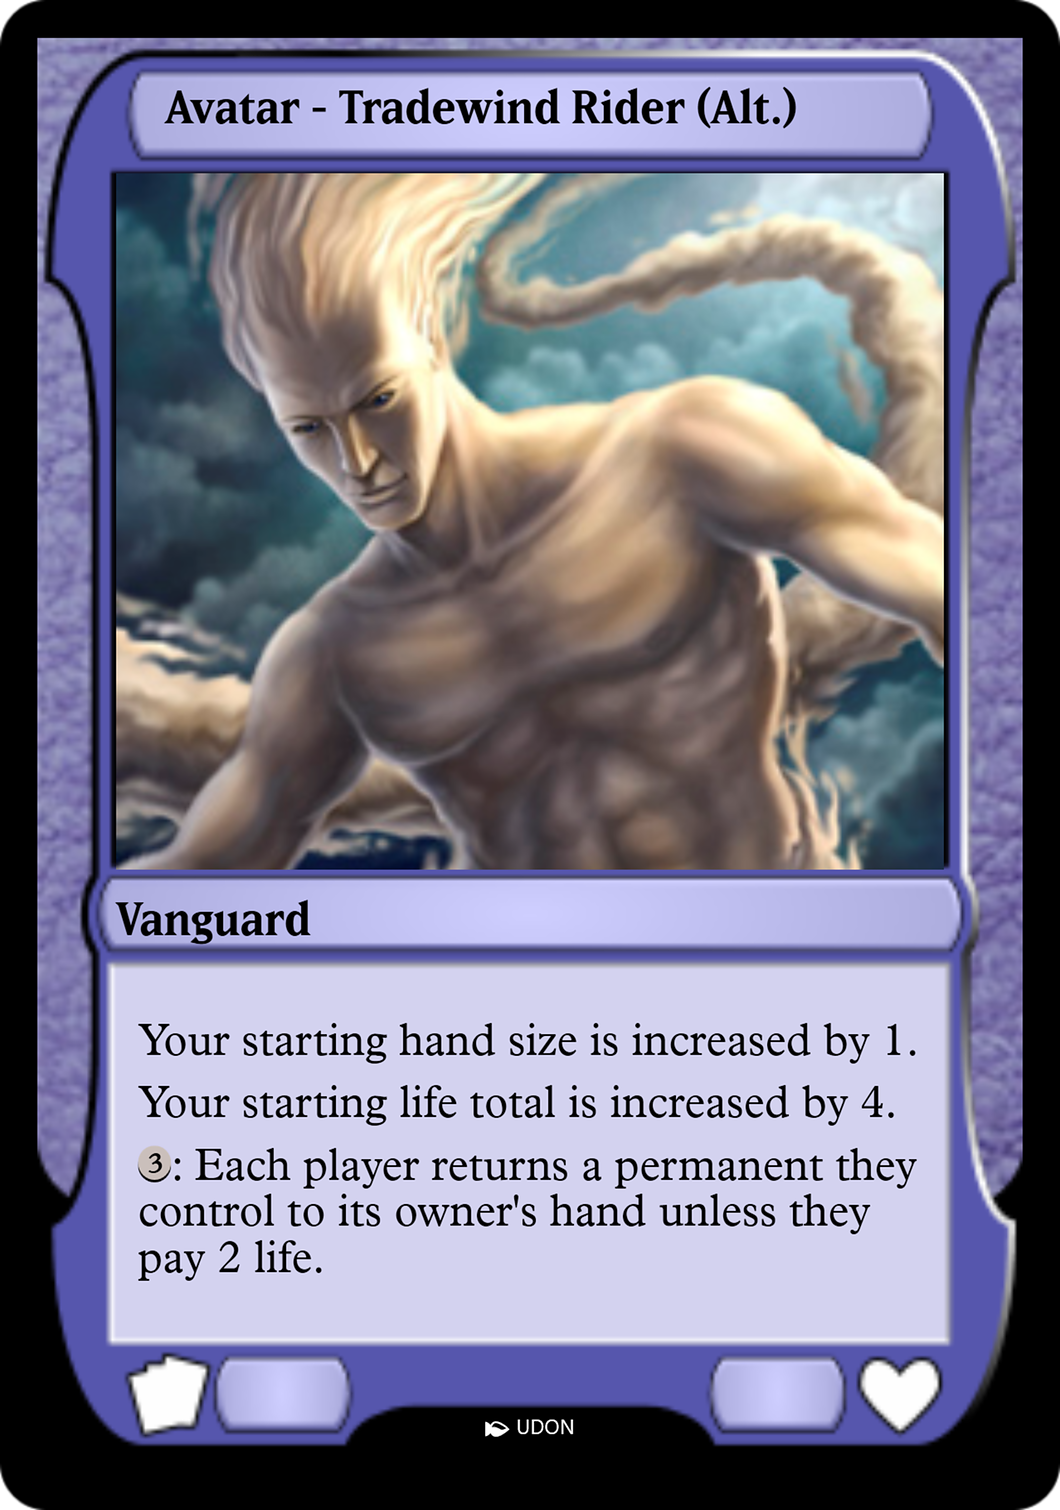 Avatar - Tradewind Rider (Alt.)
Vanguard
Your starting hand size is increased by 1.
Your starting life total is increased by 4.
3: Each player returns a permanent they
control to its owner's hand unless they
pay 2 life.
UDON